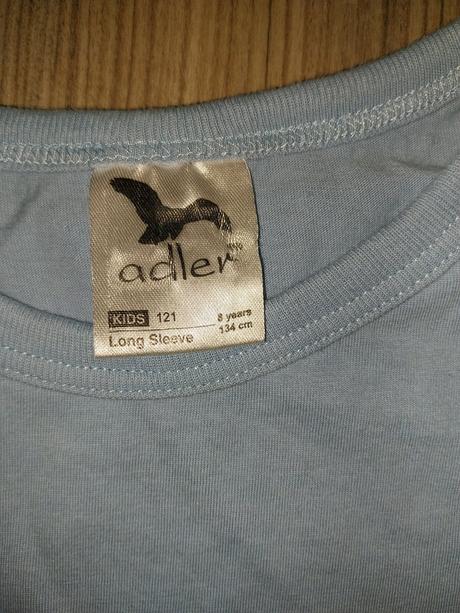 adler
KIDS 121 8 years
Long Sleeve 134 cm